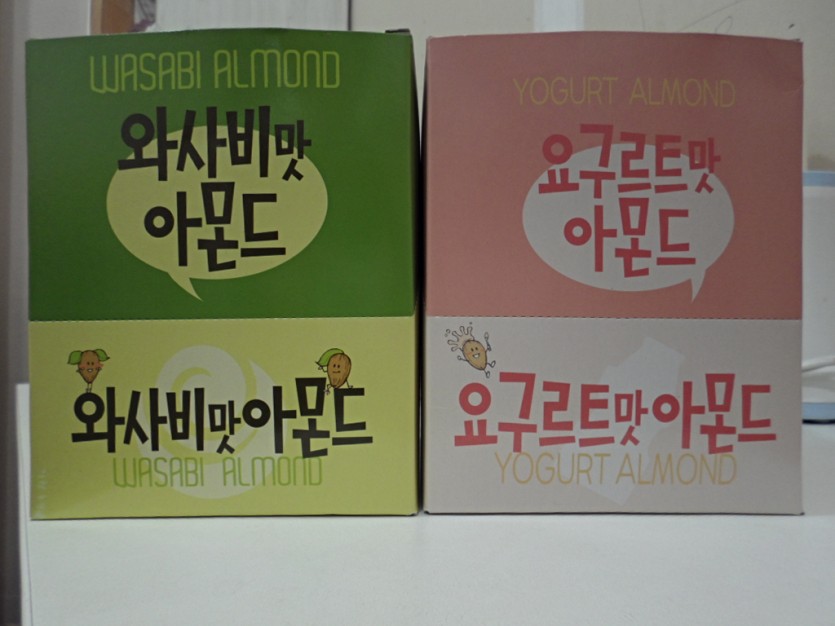 WASABI ALMOND
와사비맛
아몬드
와사비맛아몬드
WASABI ALMOND
YOGURT ALMOND
요구르트맛
아몬드
요구르트맛아몬드
YOGURT ALMOND